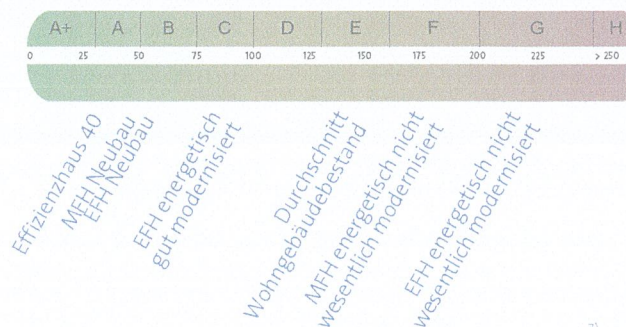 A+ A B C D E F G H
0 25 50 75 100 125 150 175 200 225 > 250
Effizienzhaus 40
MFH Neubau
EFH Neubau
EFH energetisch
gut modernisiert
Durchschnitt
Wohngebäudebestand
MFH energetisch nicht
wesentlich modernisiert
EFH energetisch nicht
wesentlich modernisiert